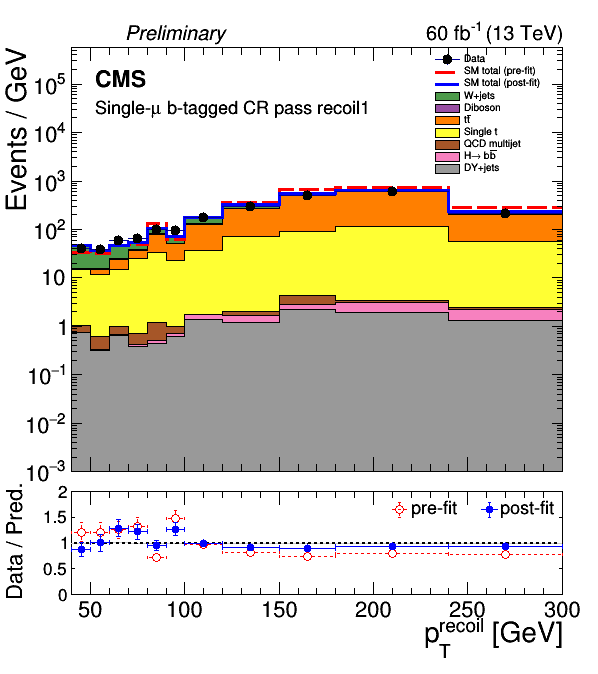 Preliminary 60 fb⁻¹ (13 TeV)
CMS
Single-μ b-tagged CR pass recoil1
Data
SM total (pre-fit)
SM total (post-fit)
W+jets
Diboson
tt̅
Single t
QCD multijet
H→ bb̅
DY+jets
Events / GeV
10⁵
10⁴
10³
10²
10
1
10⁻¹
10⁻²
10⁻³
pre-fit post-fit
Data / Pred.
2
1.5
1
0.5
0
50 100 150 200 250 300
p_T^recoil [GeV]